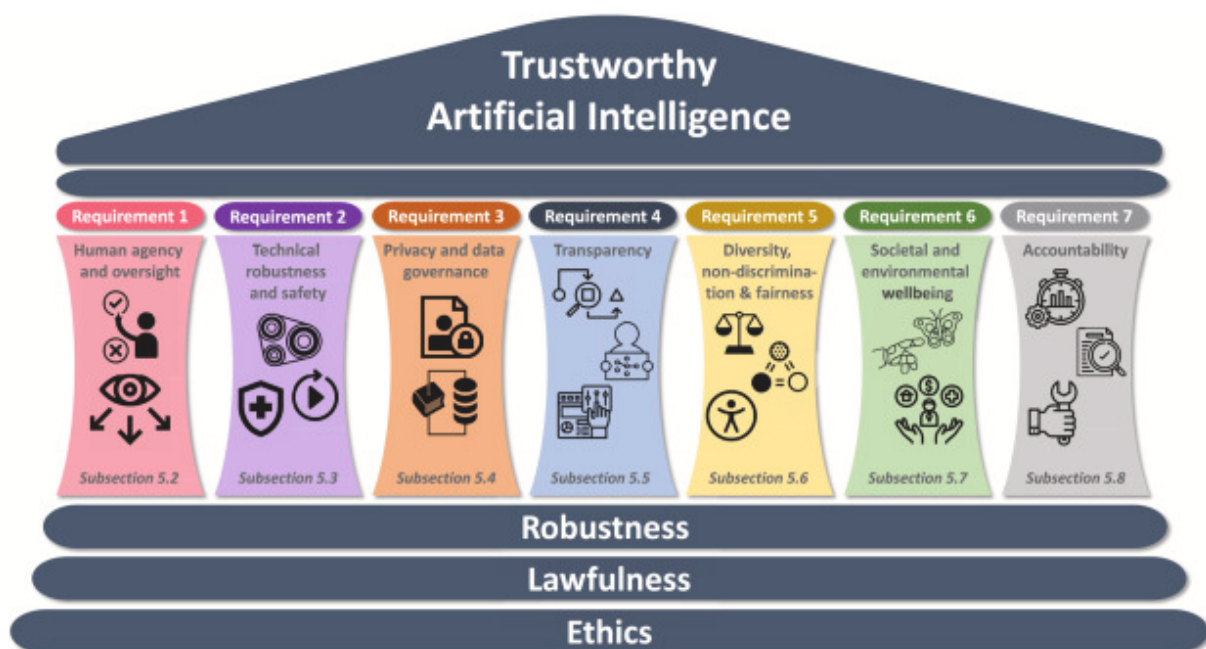 Trustworthy
Artificial Intelligence
Requirement 1
Requirement 2
Requirement 3
Requirement 4
Requirement 5
Requirement 6
Requirement 7
Human agency
and oversight
Technical
robustness
and safety
Privacy and data
governance
Transparency
Diversity,
non-discrimina-
tion & fairness
Societal and
environmental
wellbeing
Accountability
Subsection 5.2
Subsection 5.3
Subsection 5.4
Subsection 5.5
Subsection 5.6
Subsection 5.7
Subsection 5.8
Robustness
Lawfulness
Ethics